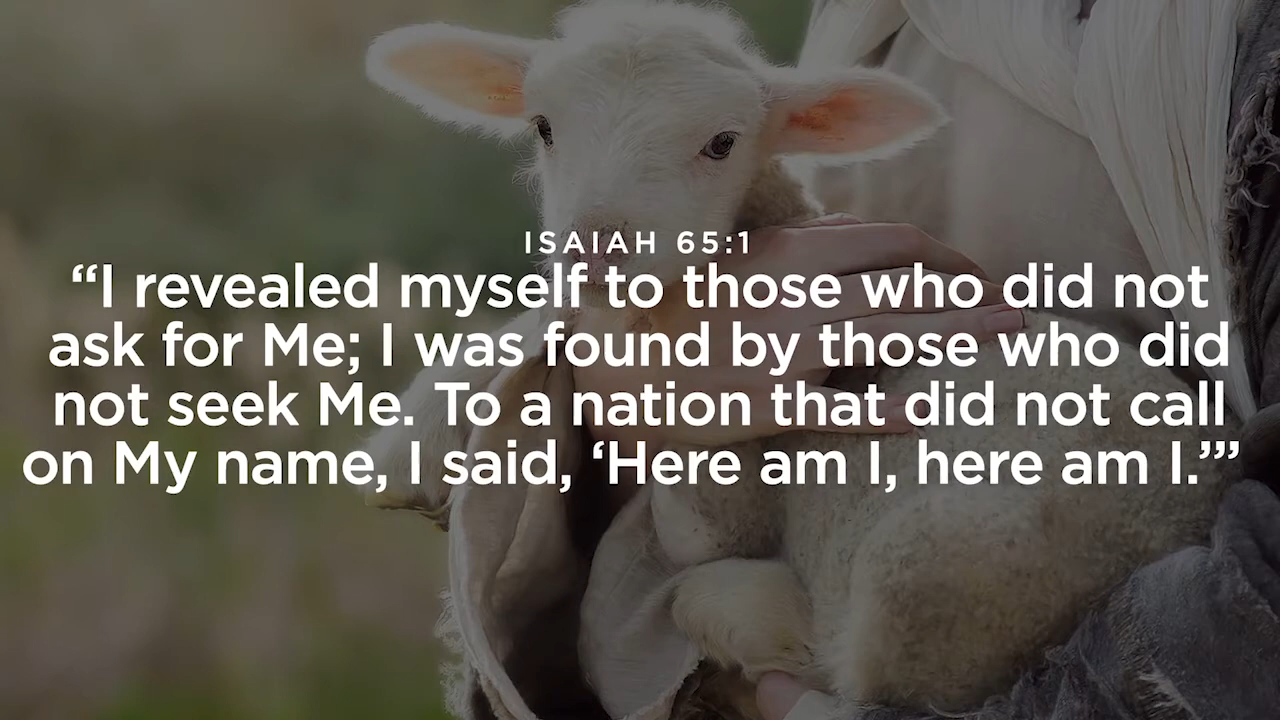 ISAIAH 65:1
“I revealed myself to those who did not
ask for Me; I was found by those who did
not seek Me. To a nation that did not call
on My name, I said, ‘Here am I, here am I.’”